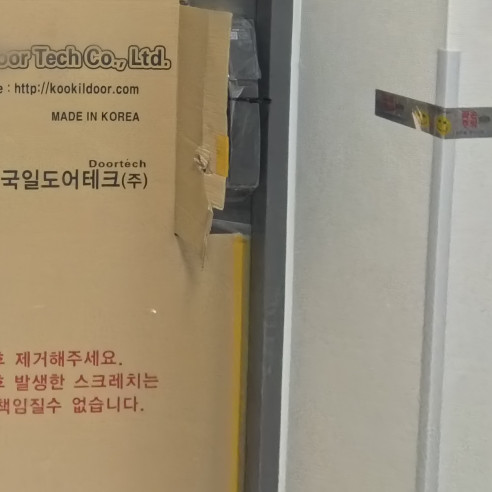 oor Tech Co., Ltd.
e : http://kookildoor.com
MADE IN KOREA
Doortech
국일도어테크(주)
제거해주세요.
발생한 스크레치는
책임질수 없습니다.